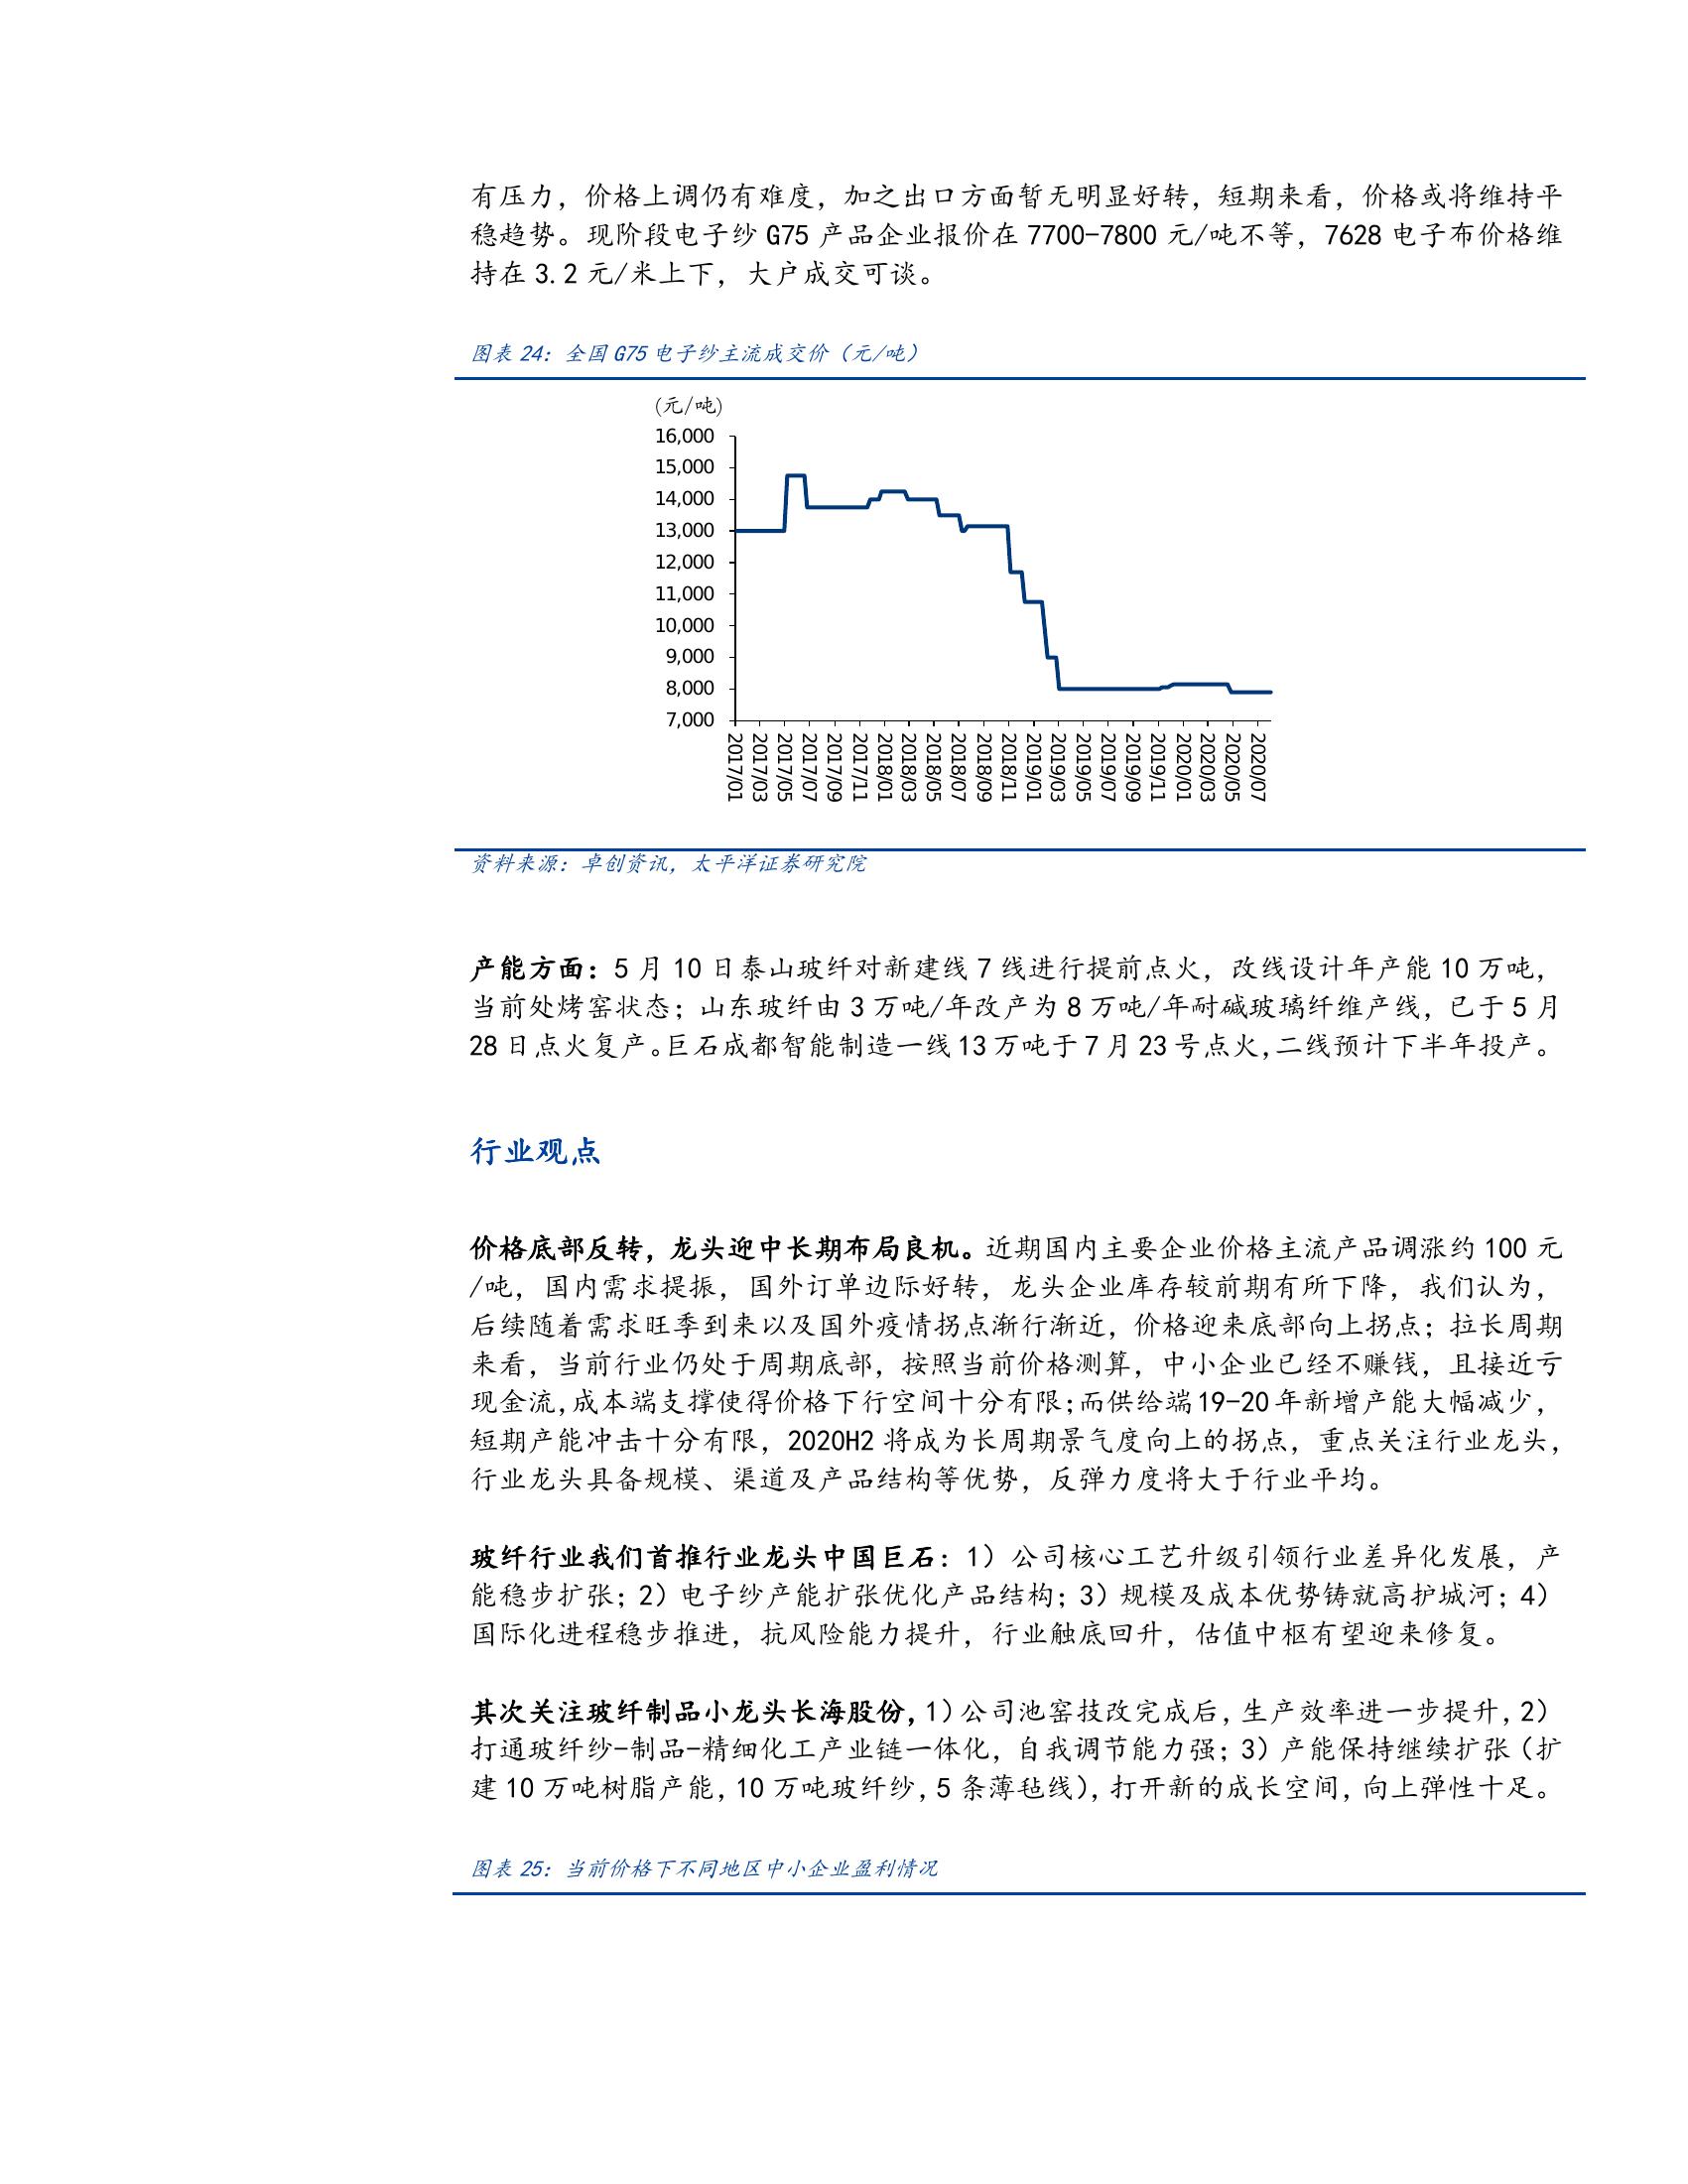 有压力，价格上调仍有难度，加之出口方面暂无明显好转，短期来看，价格或将维持平
稳趋势。现阶段电子纱 G75 产品企业报价在 7700-7800 元/吨不等，7628 电子布价格维
持在 3.2 元/米上下，大户成交可谈。
图表 24：全国 G75 电子纱主流成交价（元/吨）
(元/吨)
16,000
15,000
14,000
13,000
12,000
11,000
10,000
9,000
8,000
7,000
2017/01
2017/03
2017/05
2017/07
2017/09
2017/11
2018/01
2018/03
2018/05
2018/07
2018/09
2018/11
2019/01
2019/03
2019/05
2019/07
2019/09
2019/11
2020/01
2020/03
2020/05
2020/07
资料来源：卓创资讯，太平洋证券研究院
产能方面：5 月 10 日泰山玻纤对新建线 7 线进行提前点火，改线设计年产能 10 万吨，
当前处烤窑状态；山东玻纤由 3 万吨/年改产为 8 万吨/年耐碱玻璃纤维产线，已于 5 月
28 日点火复产。巨石成都智能制造一线 13 万吨于 7 月 23 号点火，二线预计下半年投产。
行业观点
价格底部反转，龙头迎中长期布局良机。近期国内主要企业价格主流产品调涨约 100 元
/吨，国内需求提振，国外订单边际好转，龙头企业库存较前期有所下降，我们认为，
后续随着需求旺季到来以及国外疫情拐点渐行渐近，价格迎来底部向上拐点；拉长周期
来看，当前行业仍处于周期底部，按照当前价格测算，中小企业已经不赚钱，且接近亏
现金流，成本端支撑使得价格下行空间十分有限；而供给端 19-20 年新增产能大幅减少，
短期产能冲击十分有限，2020H2 将成为长周期景气度向上的拐点，重点关注行业龙头，
行业龙头具备规模、渠道及产品结构等优势，反弹力度将大于行业平均。
玻纤行业我们首推行业龙头中国巨石：1）公司核心工艺升级引领行业差异化发展，产
能稳步扩张；2）电子纱产能扩张优化产品结构；3）规模及成本优势铸就高护城河；4）
国际化进程稳步推进，抗风险能力提升，行业触底回升，估值中枢有望迎来修复。
其次关注玻纤制品小龙头长海股份，1）公司池窑技改完成后，生产效率进一步提升，2）
打通玻纤纱-制品-精细化工产业链一体化，自我调节能力强；3）产能保持继续扩张（扩
建 10 万吨树脂产能，10 万吨玻纤纱，5 条薄毡线），打开新的成长空间，向上弹性十足。
图表 25：当前价格下不同地区中小企业盈利情况